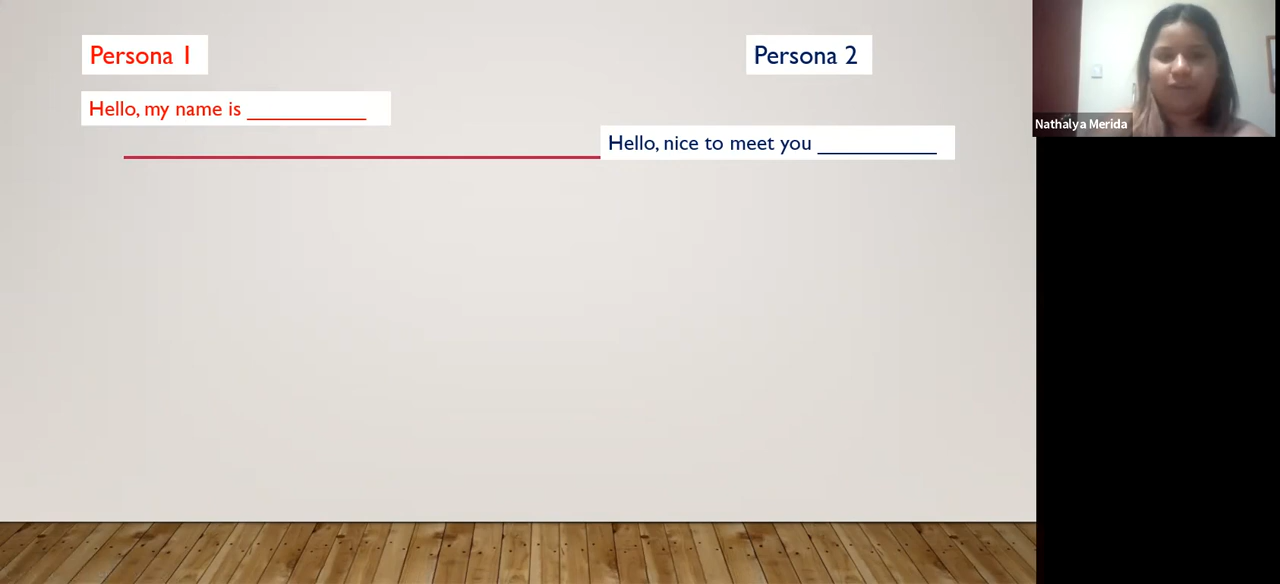 Persona 1
Persona 2
Hello, my name is ___________
Hello, nice to meet you ___________
Nathalya Merida